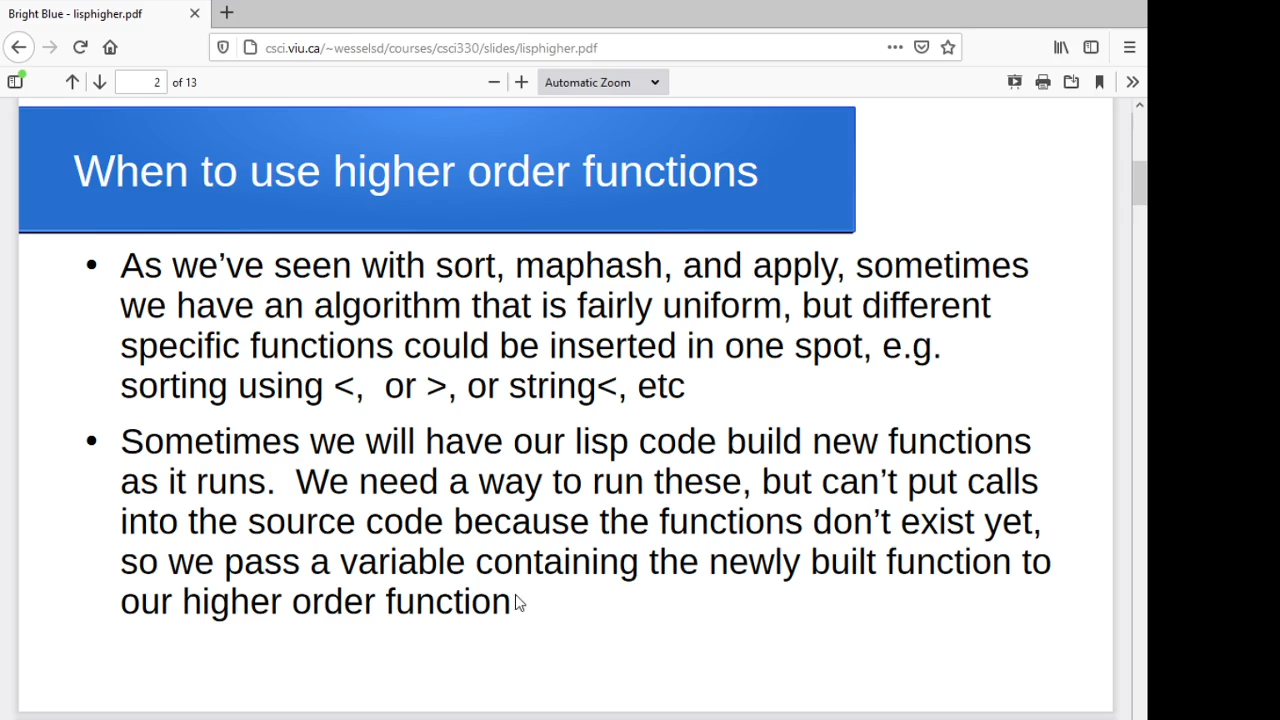 Bright Blue - lisphigher.pdf
csci.viu.ca/~wesselsd/courses/csci330/slides/lisphigher.pdf
2 of 13
Automatic Zoom
When to use higher order functions
• As we’ve seen with sort, maphash, and apply, sometimes
we have an algorithm that is fairly uniform, but different
specific functions could be inserted in one spot, e.g.
sorting using <,  or >, or string<, etc
• Sometimes we will have our lisp code build new functions
as it runs.  We need a way to run these, but can’t put calls
into the source code because the functions don’t exist yet,
so we pass a variable containing the newly built function to
our higher order function